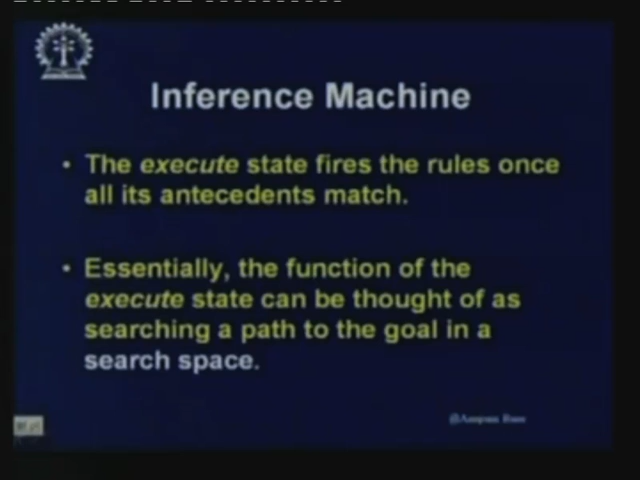 Inference Machine
• The execute state fires the rules once
all its antecedents match.
• Essentially, the function of the
execute state can be thought of as
searching a path to the goal in a
search space.